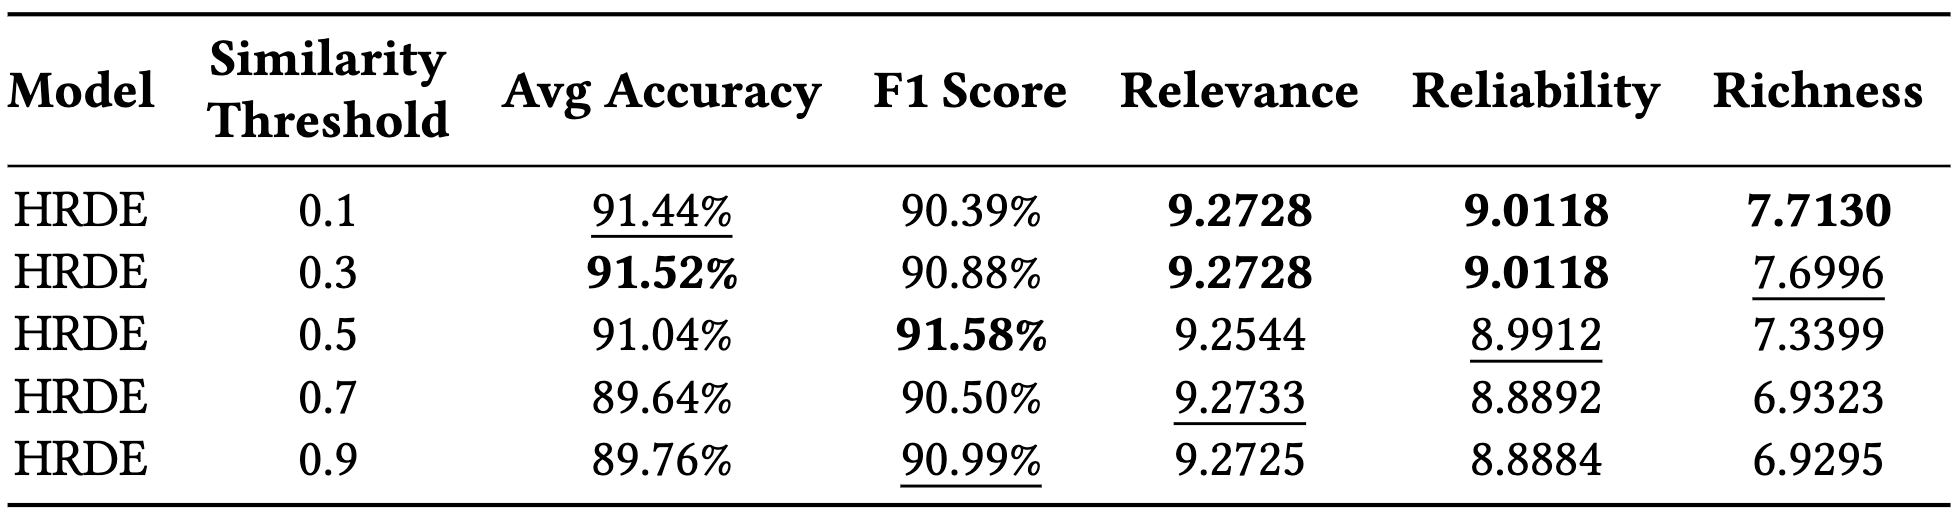 Model Similarity Threshold Avg Accuracy F1 Score Relevance Reliability Richness
HRDE 0.1 91.44% 90.39% 9.2728 9.0118 7.7130
HRDE 0.3 91.52% 90.88% 9.2728 9.0118 7.6996
HRDE 0.5 91.04% 91.58% 9.2544 8.9912 7.3399
HRDE 0.7 89.64% 90.50% 9.2733 8.8892 6.9323
HRDE 0.9 89.76% 90.99% 9.2725 8.8884 6.9295